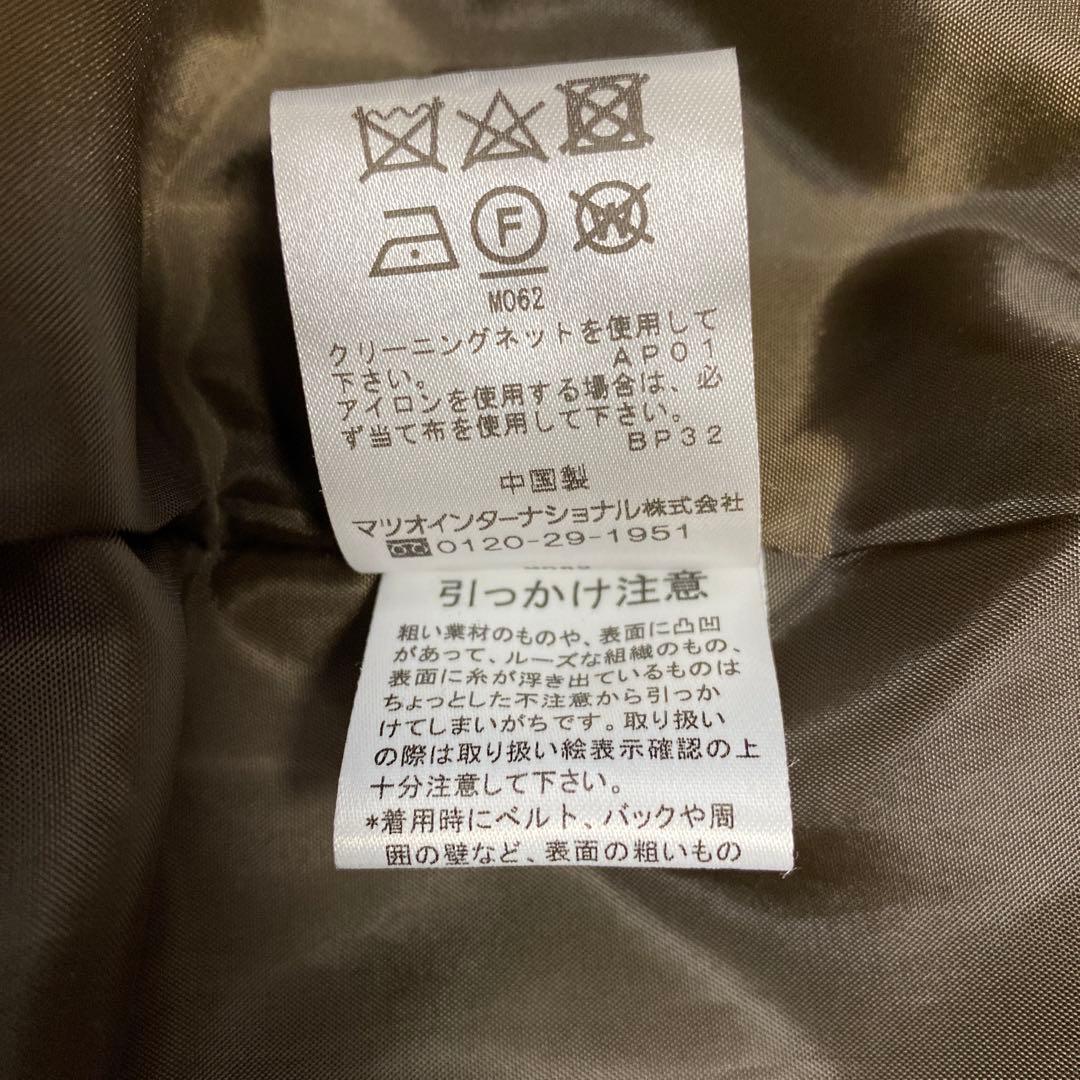 F
W
M062
クリーニングネットを使用して
下さい。 AP01
アイロンを使用する場合は、必
ず当て布を使用して下さい。
BP32
中国製
マツオインターナショナル株式会社
0120-29-1951
引っかけ注意
粗い業材のものや、表面に凸凹
があって、ルーズな組織のもの、
表面に糸が浮き出ているものは
ちょっとした不注意から引っか
けてしまいがちです。取り扱い
の際は取り扱い絵表示確認の上
十分注意して下さい。
*着用時にベルト、バックや周
囲の壁など、表面の粗いもの